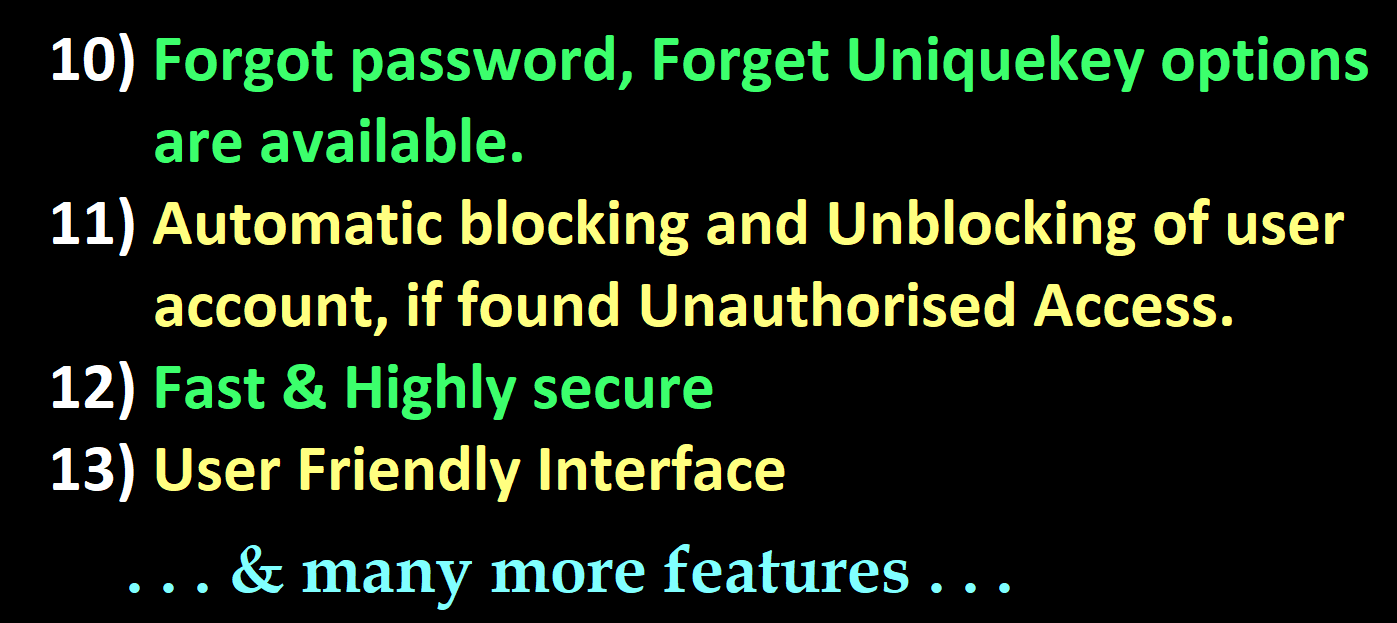 10) Forgot password, Forget Uniquekey options
are available.
11) Automatic blocking and Unblocking of user
account, if found Unauthorised Access.
12) Fast & Highly secure
13) User Friendly Interface
. . . & many more features . . .